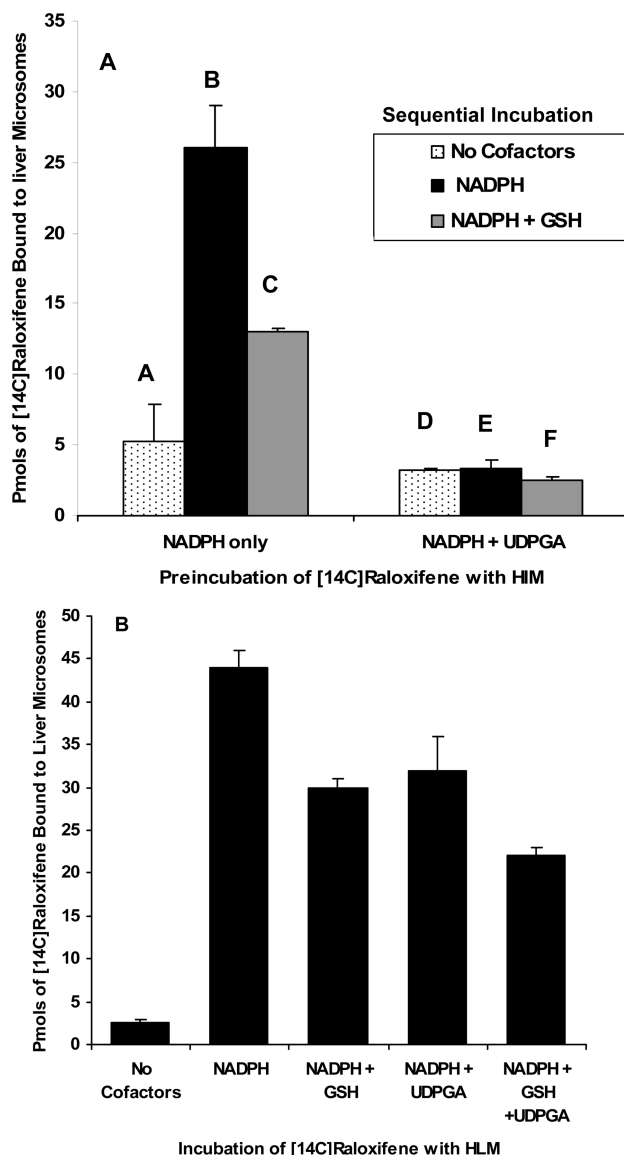 35
30
25
20
15
10
5
0
Pmols of [14C]Raloxifene Bound to liver Microsomes
A
B
A
C
D
E
F
Sequential Incubation
No Cofactors
NADPH
NADPH + GSH
NADPH only
NADPH + UDPGA
Preincubation of [14C]Raloxifene with HIM
B
50
45
40
35
30
25
20
15
10
5
0
Pmols of [14C]Raloxifene Bound to Liver Microsomes
No
Cofactors
NADPH
NADPH +
GSH
NADPH +
UDPGA
NADPH +
GSH
+UDPGA
Incubation of [14C]Raloxifene with HLM